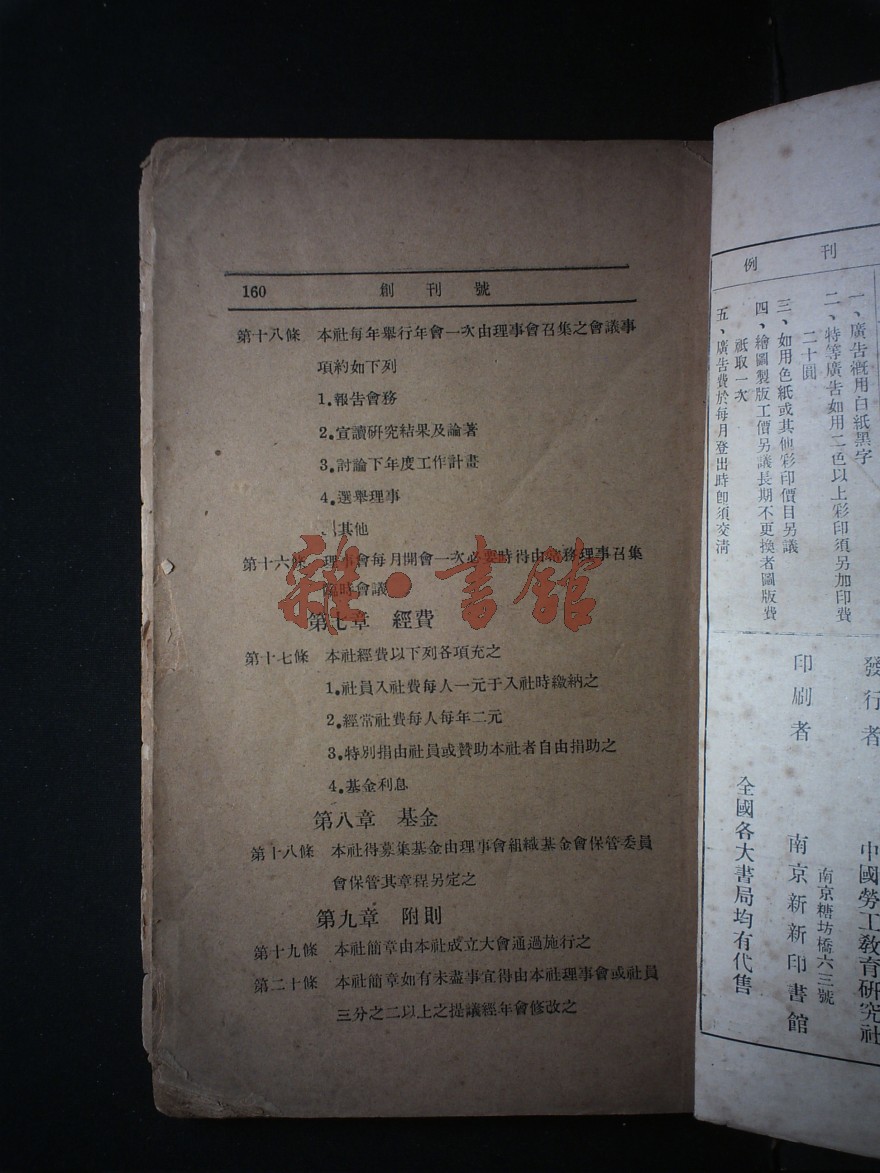 160 創刊號
第十八條 本社每年舉行年會一次由理事會召集之會議事
項約如下列
1.報告會務
2.宣讀研究結果及論著
3.討論下年度工作計畫
4.選舉理事
其他
第十六條 理事會每月開會一次必要時得由常務理事召集
臨時會議
第七章 經費
第十七條 本社經費以下列各項充之
1.社員入社費每人一元于入社時繳納之
2.經常社費每人每年二元
3.特別捐由社員或贊助本社者自由捐助之
4.基金利息
第八章 基金
第十八條 本社得募集基金由理事會組織基金會保管委員
會保管其章程另定之
第九章 附則
第十九條 本社簡章由本社成立大會通過施行之
第二十條 本社簡章如有未盡事宜得由本社理事會或社員
三分之二以上之提議經年會修改之
雜·書館
刊例
一、廣告概用白紙黑字
二、特等廣告如用二色以上彩印須另加印費
二十圓
三、如用色紙或其他彩印價目另議
四、繪圖製版工價另議長期不更換者圖版費
祇取一次
五、廣告費於每月登出時卽須交清
發行者 中國勞工教育研究社
南京糖坊橋六三號
印刷者 南京新新印書館
全國各大書局均有代售